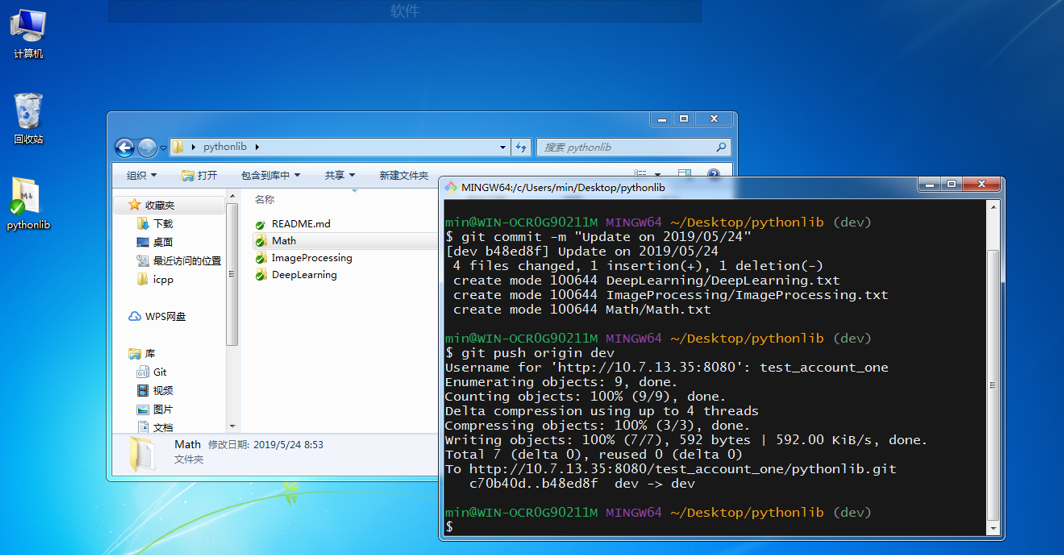 软件
计算机
回收站
pythonlib
pythonlib
搜索 pythonlib
组织
打开
包含到库中
共享
新建文件夹
收藏夹
下载
桌面
最近访问的位置
icpp
WPS网盘
库
Git
视频
图片
文档
名称
README.md
Math
ImageProcessing
DeepLearning
Math 修改日期: 2019/5/24 8:53
文件夹
MINGW64:/c/Users/min/Desktop/pythonlib
min@WIN-OCR0G90211M MINGW64 ~/Desktop/pythonlib (dev)
$ git commit -m "Update on 2019/05/24"
[dev b48ed8f] Update on 2019/05/24
4 files changed, 1 insertion(+), 1 deletion(-)
create mode 100644 DeepLearning/DeepLearning.txt
create mode 100644 ImageProcessing/ImageProcessing.txt
create mode 100644 Math/Math.txt
min@WIN-OCR0G90211M MINGW64 ~/Desktop/pythonlib (dev)
$ git push origin dev
Username for 'http://10.7.13.35:8080': test_account_one
Enumerating objects: 9, done.
Counting objects: 100% (9/9), done.
Delta compression using up to 4 threads
Compressing objects: 100% (3/3), done.
Writing objects: 100% (7/7), 592 bytes | 592.00 KiB/s, done.
Total 7 (delta 0), reused 0 (delta 0)
To http://10.7.13.35:8080/test_account_one/pythonlib.git
c70b40d..b48ed8f dev -> dev
min@WIN-OCR0G90211M MINGW64 ~/Desktop/pythonlib (dev)
$